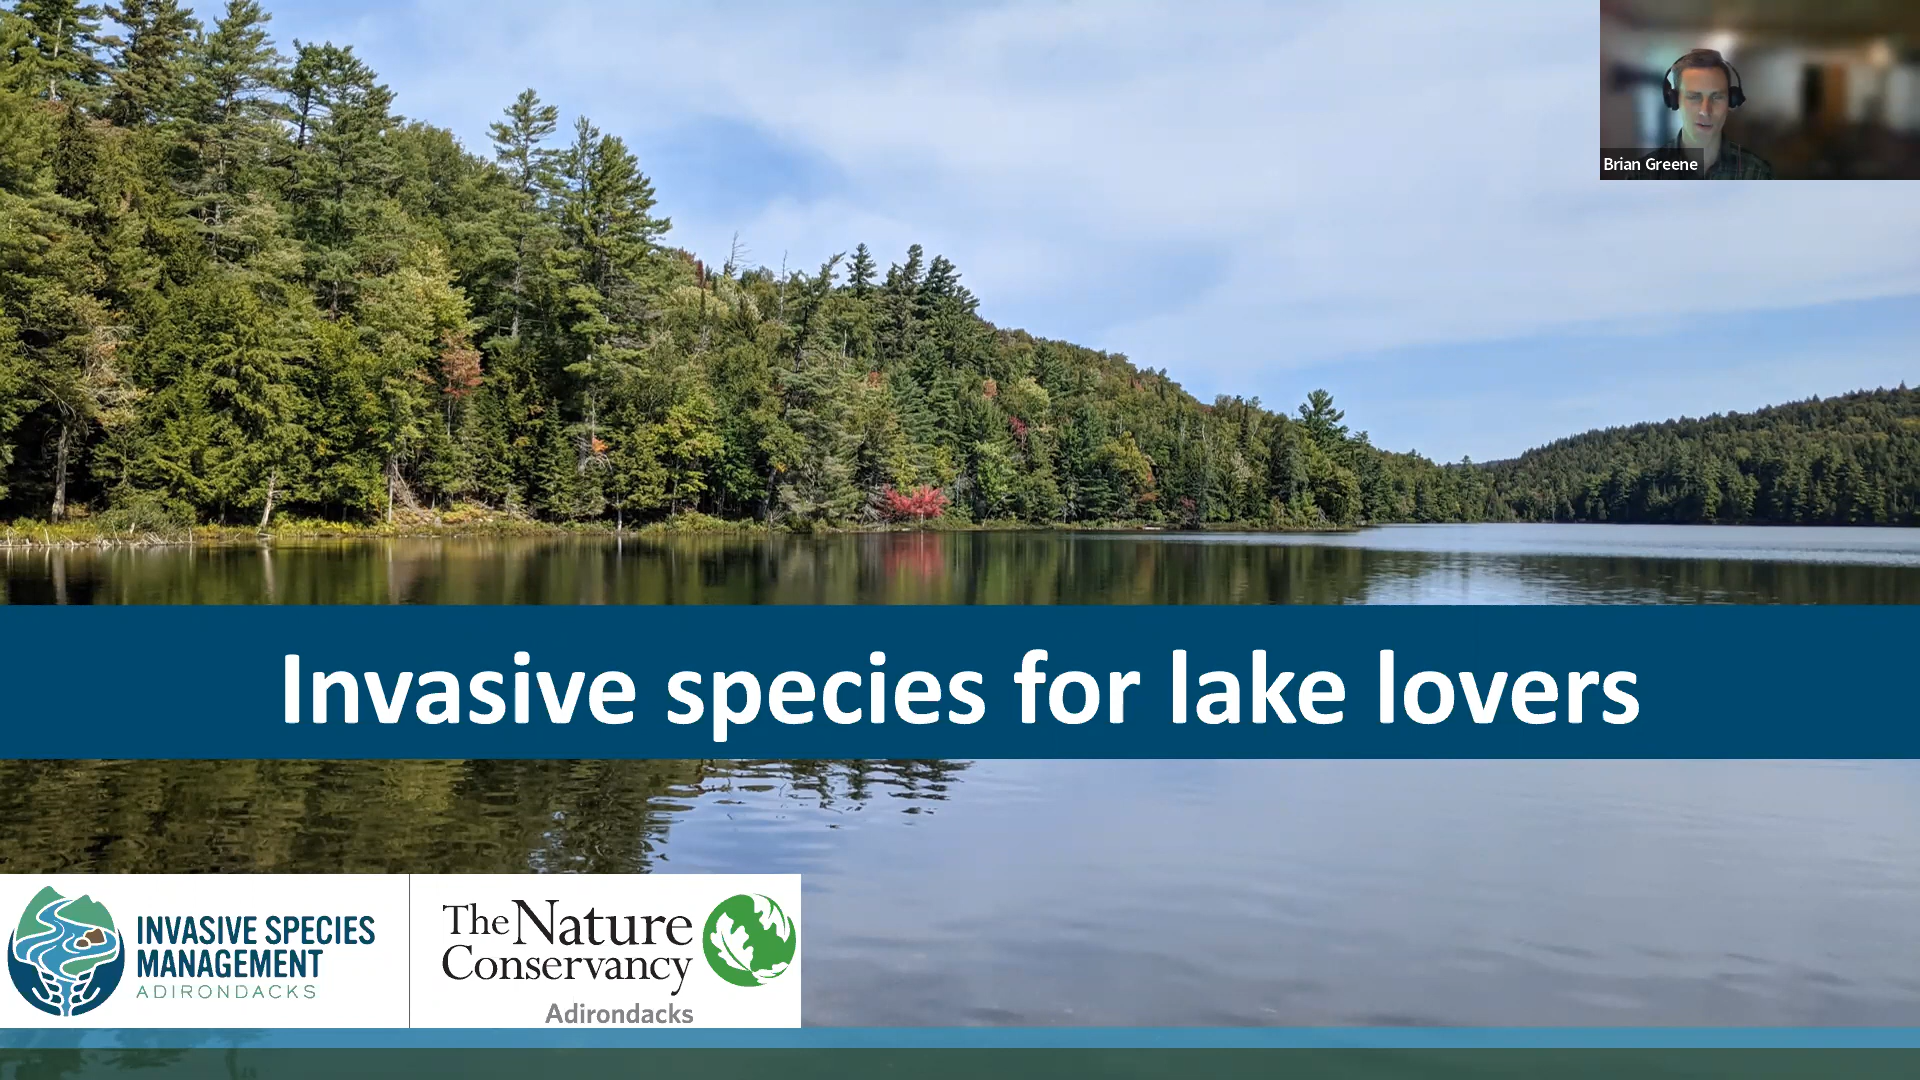 Brian Greene
Invasive species for lake lovers
INVASIVE SPECIES
MANAGEMENT
ADIRONDACKS
The Nature
Conservancy
Adirondacks